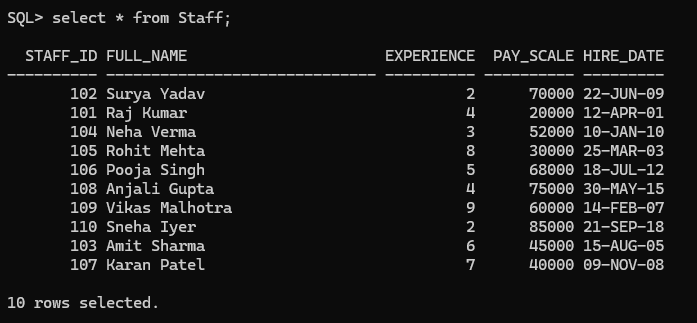 SQL> select * from Staff;
  STAFF_ID FULL_NAME                      EXPERIENCE  PAY_SCALE HIRE_DATE
---------- ------------------------------ ---------- ---------- ---------
       102 Surya Yadav                             2      70000 22-JUN-09
       101 Raj Kumar                               4      20000 12-APR-01
       104 Neha Verma                              3      52000 10-JAN-10
       105 Rohit Mehta                             8      30000 25-MAR-03
       106 Pooja Singh                             5      68000 18-JUL-12
       108 Anjali Gupta                            4      75000 30-MAY-15
       109 Vikas Malhotra                          9      60000 14-FEB-07
       110 Sneha Iyer                              2      85000 21-SEP-18
       103 Amit Sharma                             6      45000 15-AUG-05
       107 Karan Patel                             7      40000 09-NOV-08
10 rows selected.